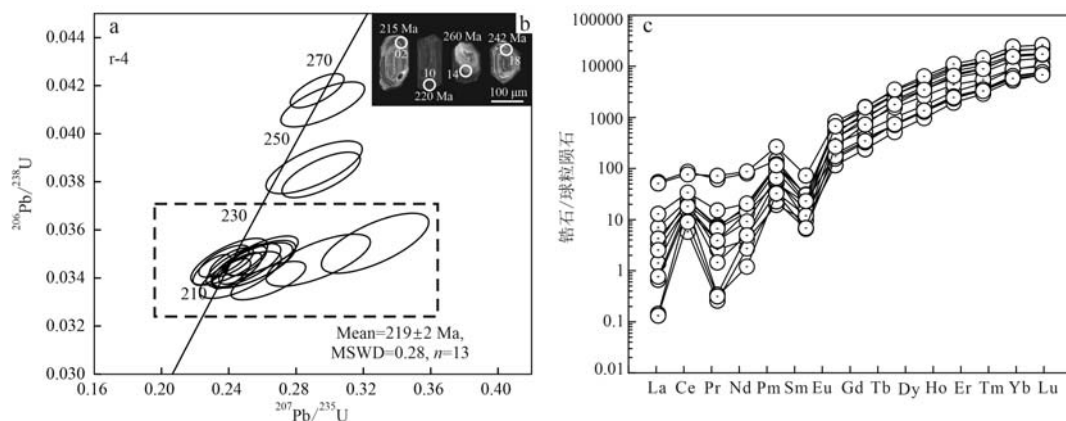 a
r-4
0.044
0.042
0.040
0.038
0.036
0.034
0.032
0.030
²⁰⁶Pb/²³⁸U
270
250
230
210
Mean=219±2 Ma,
MSWD=0.28, n=13
0.16 0.20 0.24 0.28 0.32 0.36 0.40
²⁰⁷Pb/²³⁵U
b
215 Ma 260 Ma 242 Ma
02 10 14 18
220 Ma
100 μm
c
100000
10000
1000
100
10
1
0.1
0.01
锆石/球粒陨石
La Ce Pr Nd Pm Sm Eu Gd Tb Dy Ho Er Tm Yb Lu